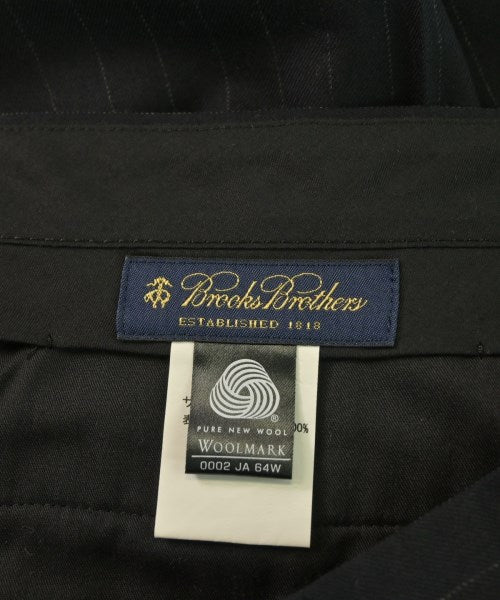 Brooks Brothers
ESTABLISHED 1818
PURE NEW WOOL
WOOLMARK
0002 JA 64W